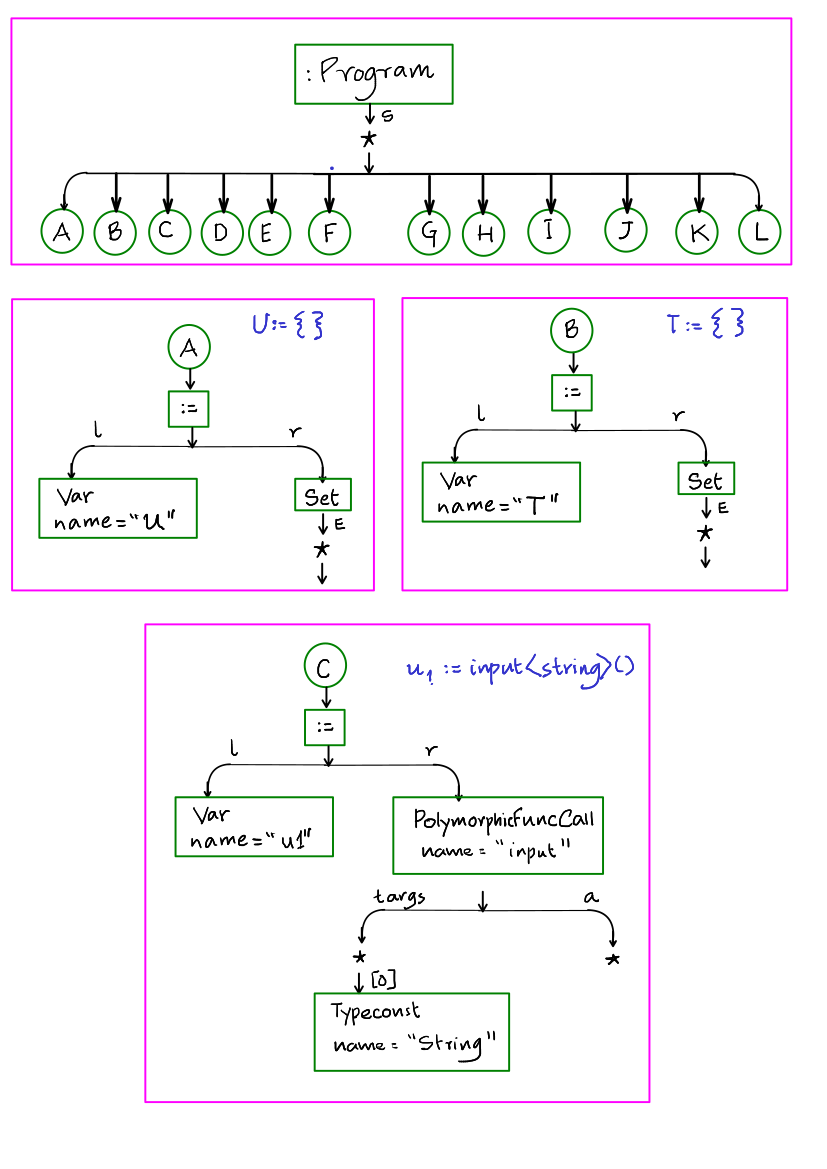 : Program
s
*
A B C D E F G H I J K L
A
U:= { }
:=
l r
Var
name="U"
Set
E
*
B
T:= { }
:=
l r
Var
name="T"
Set
E
*
C
u1 := input<string>()
:=
l r
Var
name="u1"
PolymorphicFuncCall
name = "input"
targs a
* *
[0]
Typeconst
name = "String"